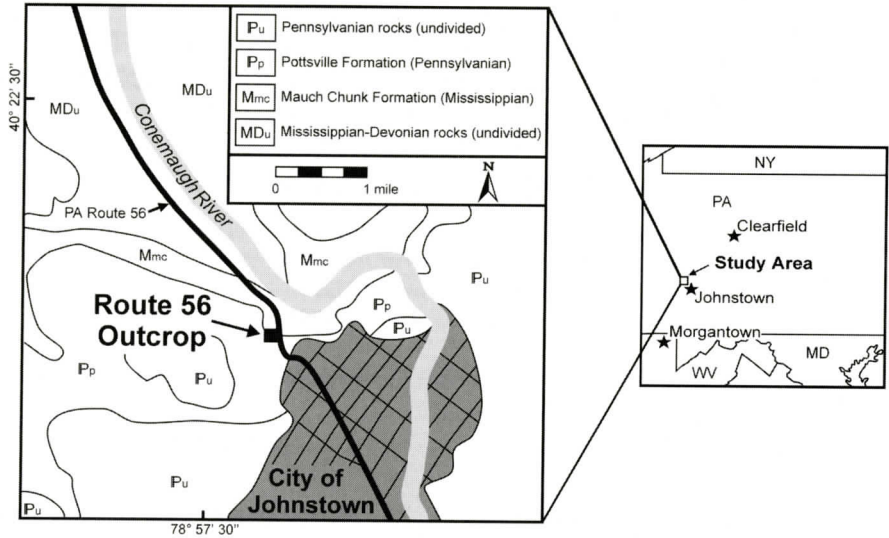 ℙu Pennsylvanian rocks (undivided)
ℙp Pottsville Formation (Pennsylvanian)
Mmc Mauch Chunk Formation (Mississippian)
MDu Mississippian-Devonian rocks (undivided)
0 1 mile
N
40° 22' 30"
MDu
MDu
Conemaugh River
PA Route 56
Mmc
Mmc
ℙu
Route 56
Outcrop
ℙp
ℙu
ℙp
ℙu
ℙu
ℙu
City of
Johnstown
78° 57' 30"
NY
PA
Clearfield
Study Area
Johnstown
Morgantown
MD
WV